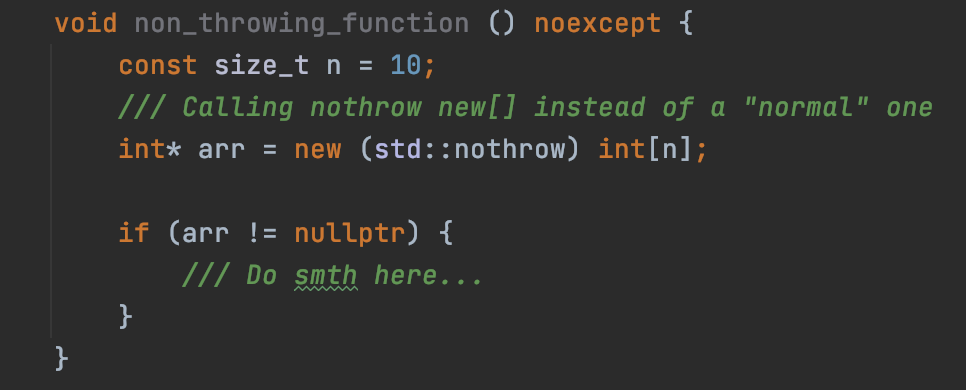 void non_throwing_function () noexcept {
    const size_t n = 10;
    /// Calling nothrow new[] instead of a "normal" one
    int* arr = new (std::nothrow) int[n];

    if (arr != nullptr) {
        /// Do smth here...
    }
}